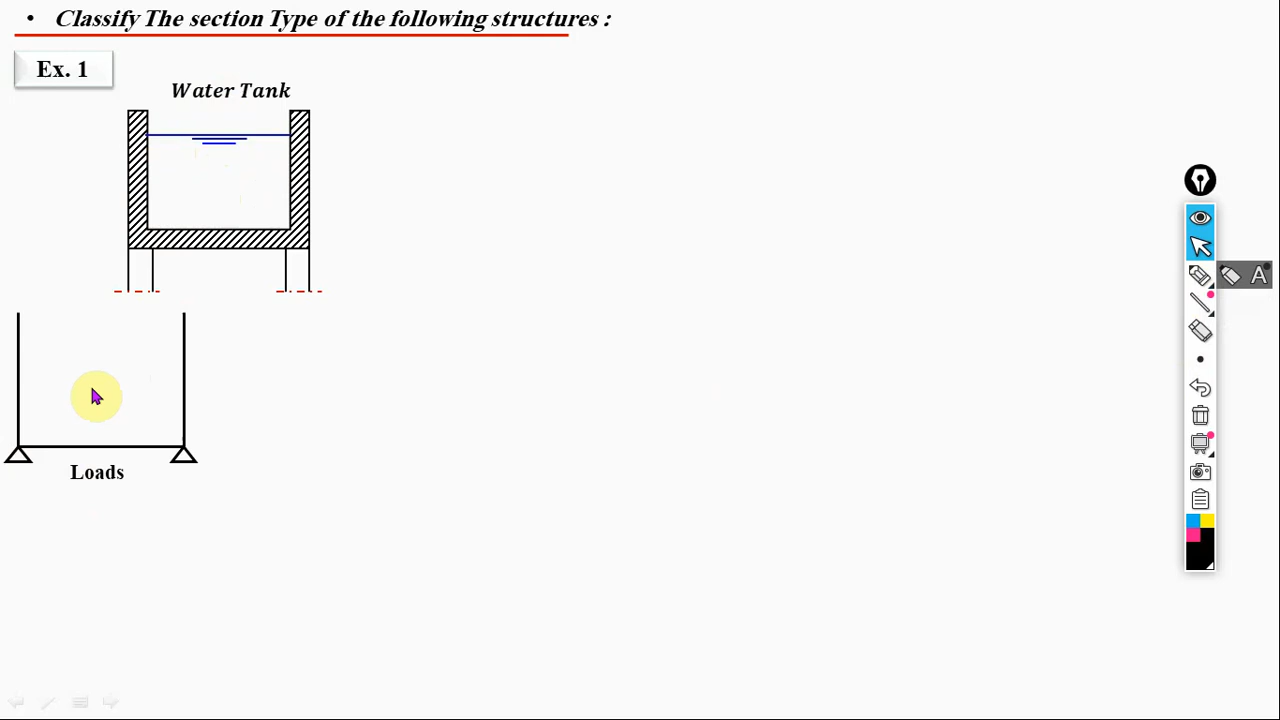 • Classify The section Type of the following structures :
Ex. 1
Water Tank
Loads
A